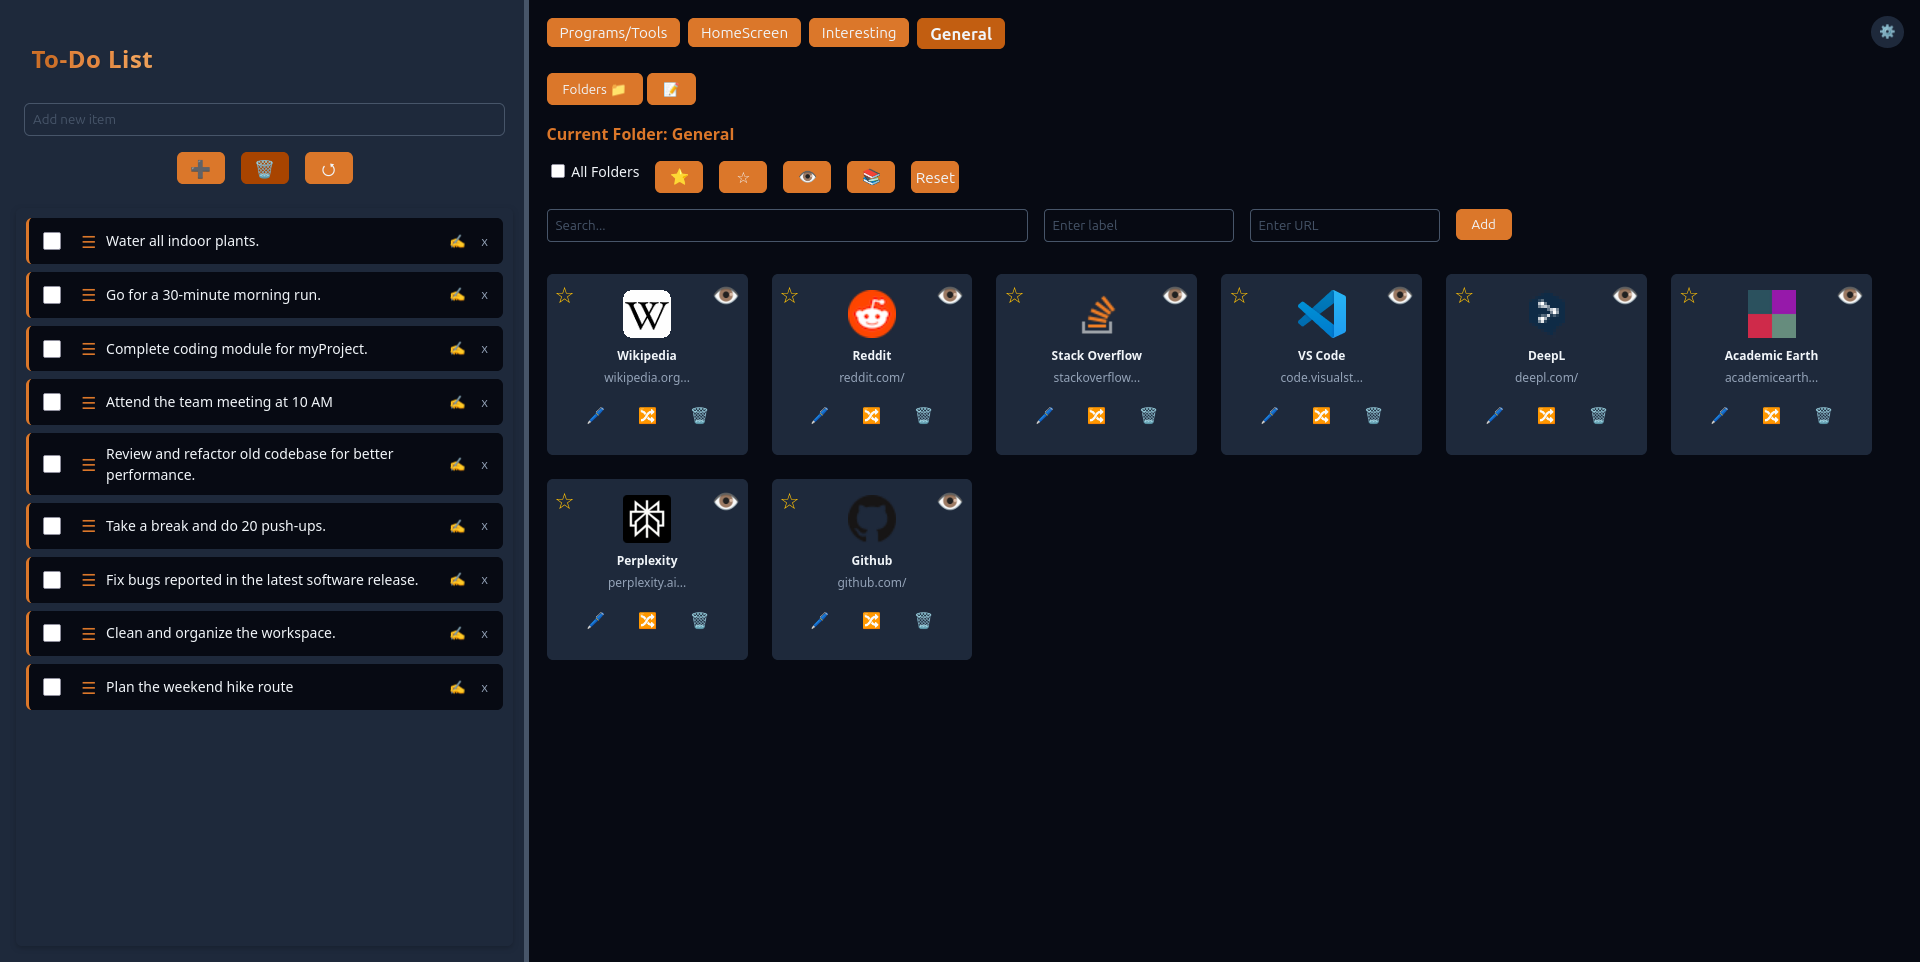 To-Do List
Add new item
Water all indoor plants.
x
Go for a 30-minute morning run.
x
Complete coding module for myProject.
x
Attend the team meeting at 10 AM
x
Review and refactor old codebase for better
performance.
x
Take a break and do 20 push-ups.
x
Fix bugs reported in the latest software release.
x
Clean and organize the workspace.
x
Plan the weekend hike route
x
Programs/Tools
HomeScreen
Interesting
General
Folders
Current Folder: General
All Folders
Reset
Search...
Enter label
Enter URL
Add
W
Wikipedia
wikipedia.org...
Reddit
reddit.com/
Stack Overflow
stackoverflow...
VS Code
code.visualst...
DeepL
deepl.com/
Academic Earth
academicearth...
Perplexity
perplexity.ai...
Github
github.com/